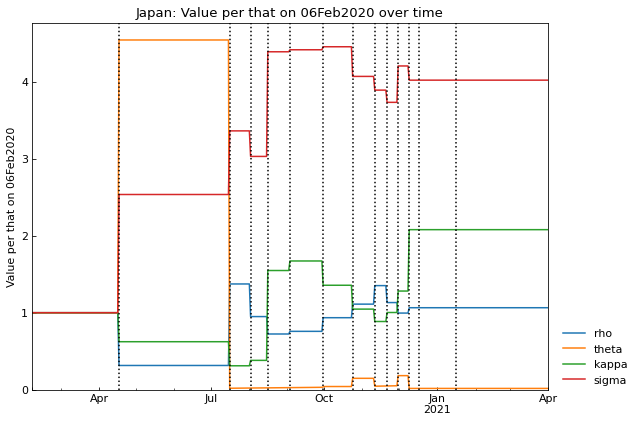 Japan: Value per that on 06Feb2020 over time
Value per that on 06Feb2020
4
3
2
1
0
Apr
Jul
Oct
Jan
2021
Apr
rho
theta
kappa
sigma